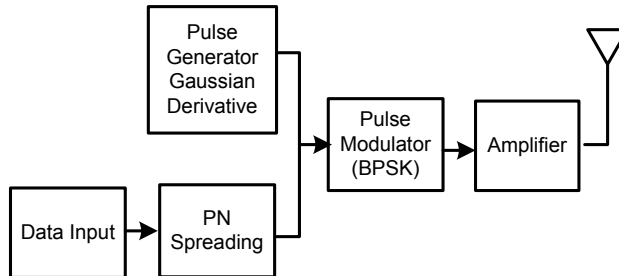 Pulse
Generator
Gaussian
Derivative
Pulse
Modulator
(BPSK)
Amplifier
Data Input
PN
Spreading